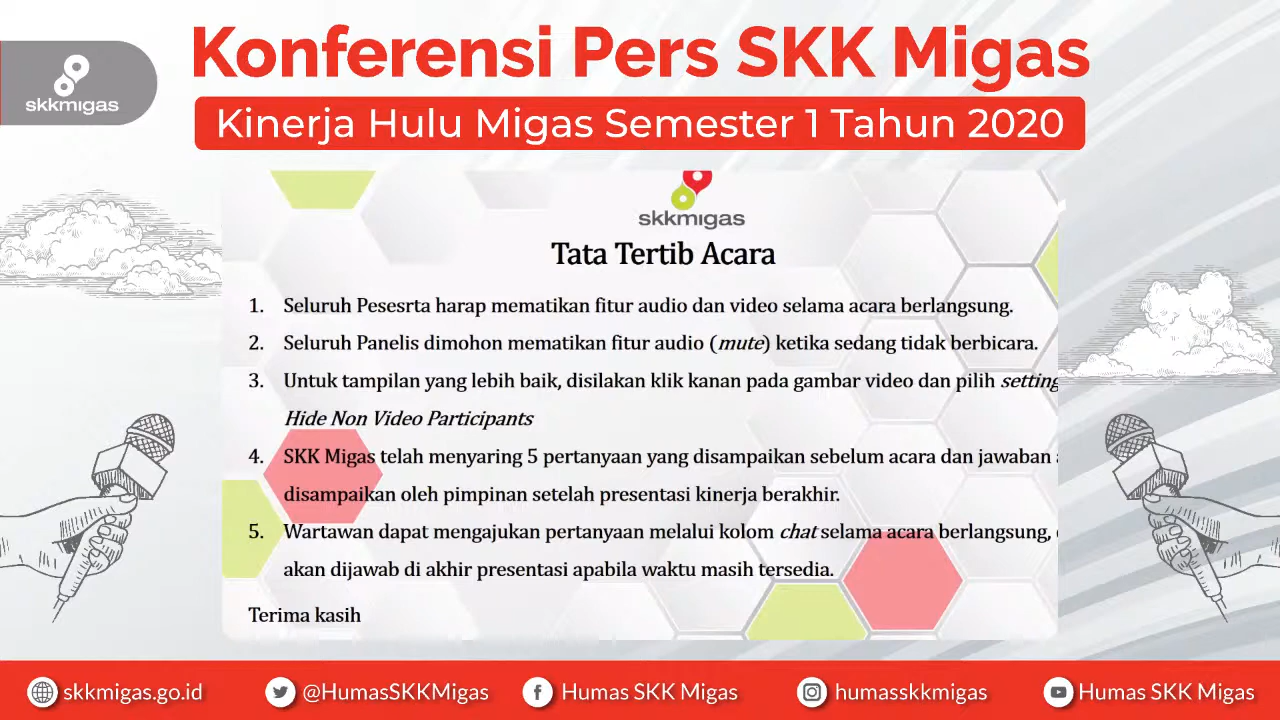 skkmigas
Konferensi Pers SKK Migas
Kinerja Hulu Migas Semester 1 Tahun 2020
skkmigas
Tata Tertib Acara
1. Seluruh Pesesrta harap mematikan fitur audio dan video selama acara berlangsung.
2. Seluruh Panelis dimohon mematikan fitur audio (mute) ketika sedang tidak berbicara.
3. Untuk tampilan yang lebih baik, disilakan klik kanan pada gambar video dan pilih setting
Hide Non Video Participants
4. SKK Migas telah menyaring 5 pertanyaan yang disampaikan sebelum acara dan jawaban
disampaikan oleh pimpinan setelah presentasi kinerja berakhir.
5. Wartawan dapat mengajukan pertanyaan melalui kolom chat selama acara berlangsung,
akan dijawab di akhir presentasi apabila waktu masih tersedia.
Terima kasih
skkmigas.go.id @HumasSKKMigas Humas SKK Migas humasskkmigas Humas SKK Migas